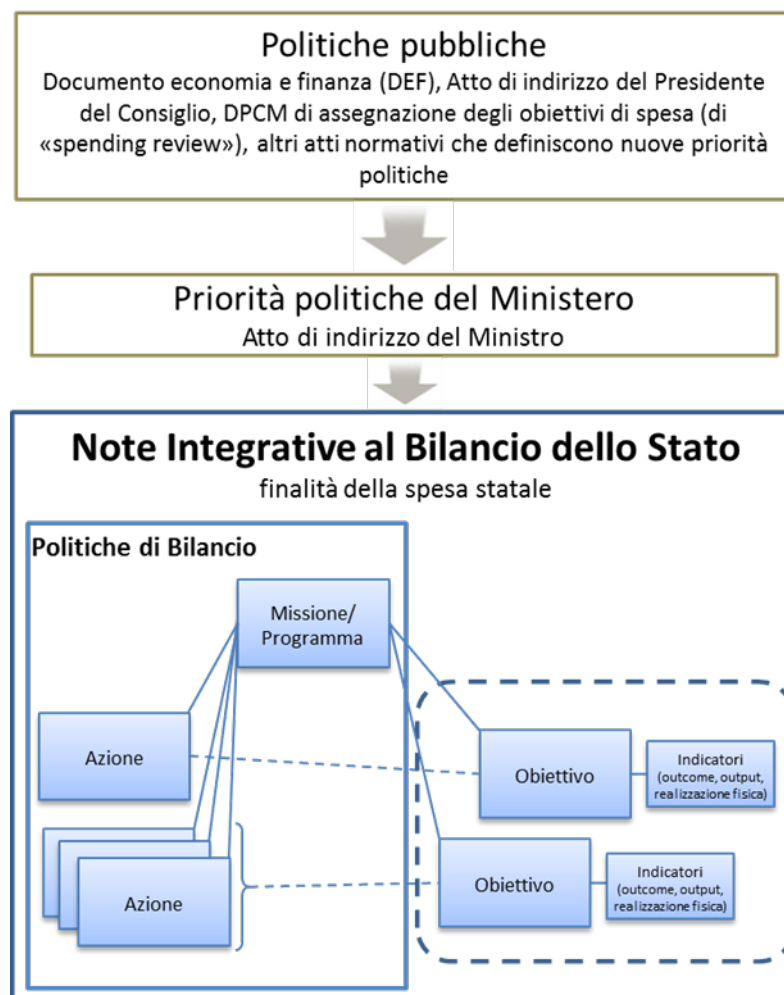 Politiche pubbliche
Documento economia e finanza (DEF), Atto di indirizzo del Presidente
del Consiglio, DPCM di assegnazione degli obiettivi di spesa (di
«spending review»), altri atti normativi che definiscono nuove priorità
politiche
Priorità politiche del Ministero
Atto di indirizzo del Ministro
Note Integrative al Bilancio dello Stato
finalità della spesa statale
Politiche di Bilancio
Missione/
Programma
Azione
Obiettivo
Indicatori
(outcome, output,
realizzazione fisica)
Azione
Obiettivo
Indicatori
(outcome, output,
realizzazione fisica)